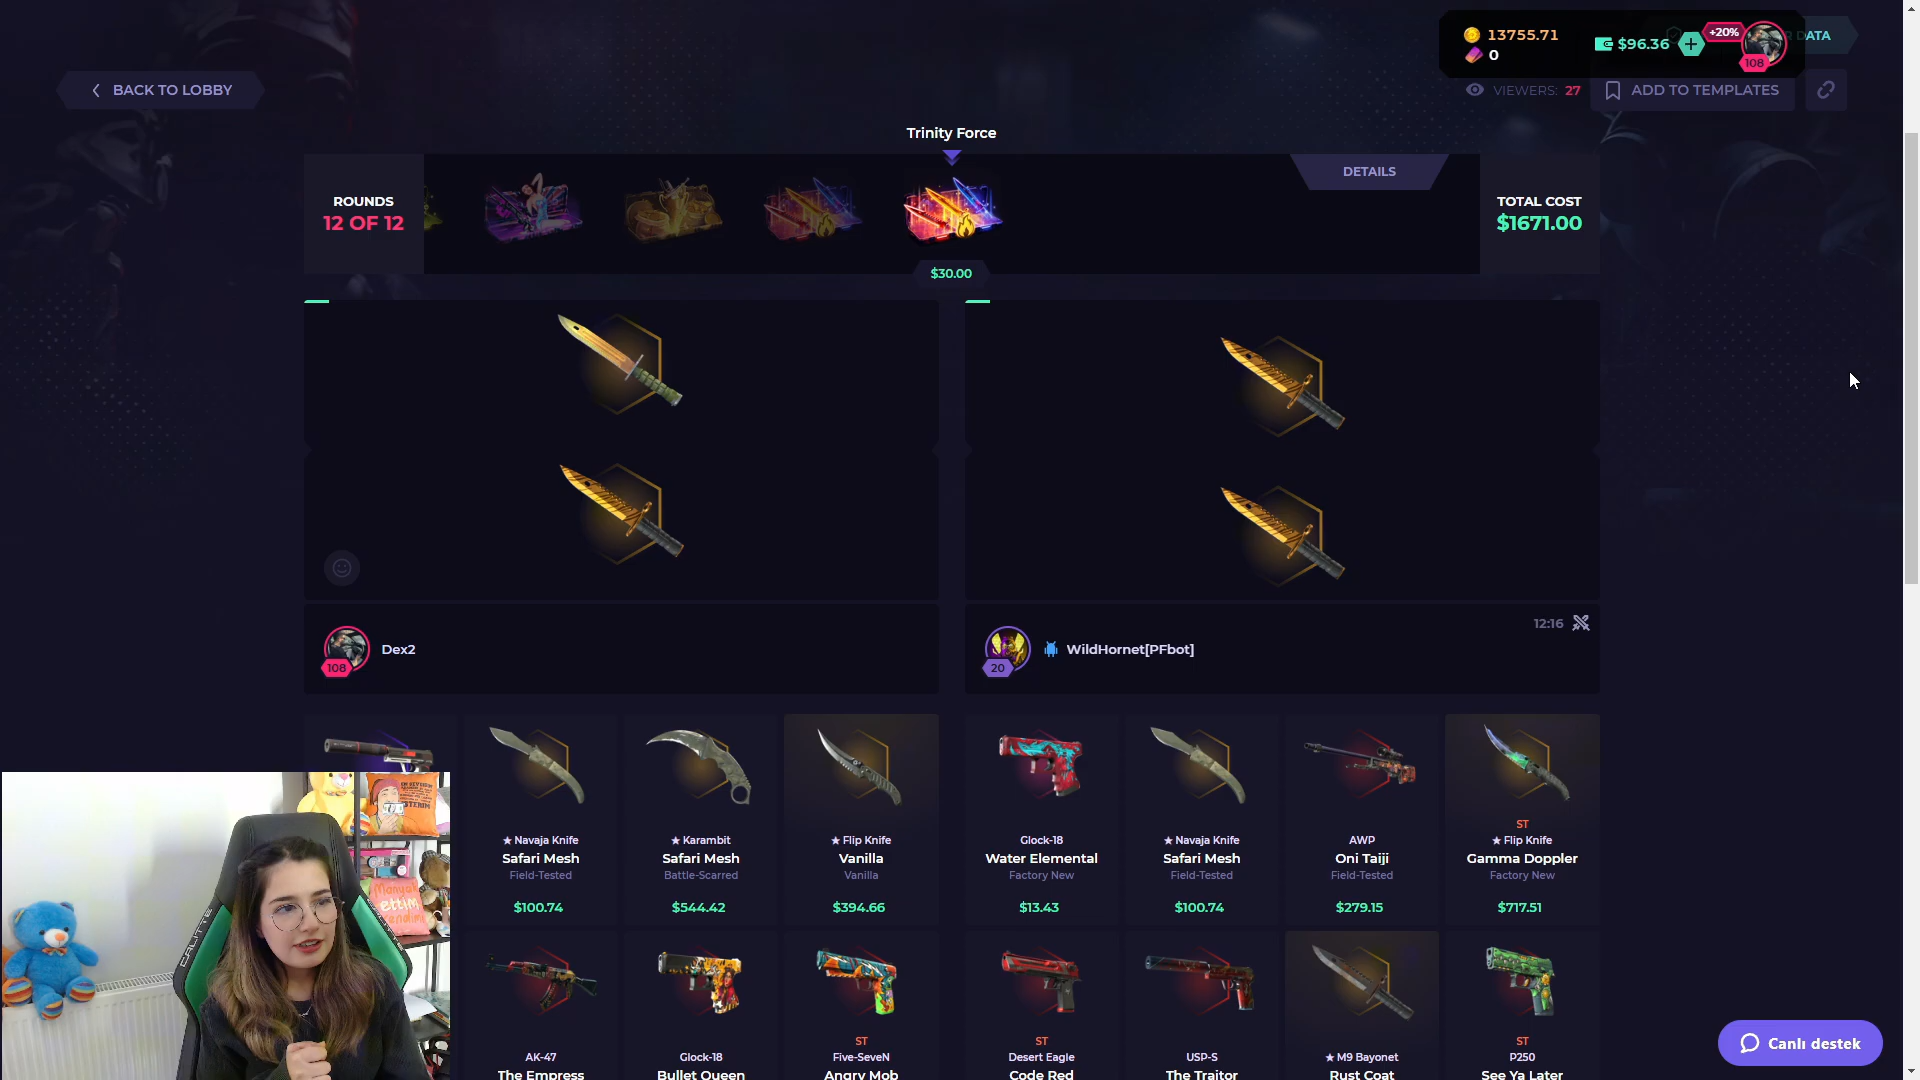 13755.71
0
$96.36
+20%
108
DATA
BACK TO LOBBY
VIEWERS: 27
ADD TO TEMPLATES
Trinity Force
DETAILS
ROUNDS
12 OF 12
TOTAL COST
$1671.00
$30.00
108
Dex2
20
WildHornet[PFbot]
12:16
★ Navaja Knife
Safari Mesh
Field-Tested
$100.74
★ Karambit
Safari Mesh
Battle-Scarred
$544.42
★ Flip Knife
Vanilla
Vanilla
$394.66
Glock-18
Water Elemental
Factory New
$13.43
★ Navaja Knife
Safari Mesh
Field-Tested
$100.74
AWP
Oni Taiji
Field-Tested
$279.15
ST
★ Flip Knife
Gamma Doppler
Factory New
$717.51
AK-47
The Empress
Glock-18
Bullet Queen
ST
Five-SeveN
Angry Mob
ST
Desert Eagle
Code Red
USP-S
The Traitor
★ M9 Bayonet
Rust Coat
ST
P250
See Ya Later
Canlı destek
Manyak
ettim
kendimi